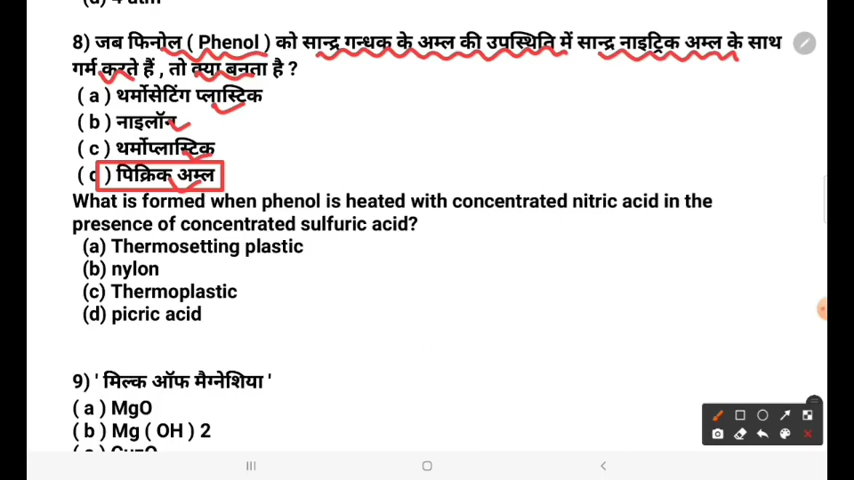 8) जब फिनोल ( Phenol ) को सान्द्र गन्धक के अम्ल की उपस्थिति में सान्द्र नाइट्रिक अम्ल के साथ
गर्म करते हैं , तो क्या बनता है ?
( a ) थर्मोसेटिंग प्लास्टिक
( b ) नाइलॉन
( c ) थर्मोप्लास्टिक
) पिक्रिक अम्ल
What is formed when phenol is heated with concentrated nitric acid in the
presence of concentrated sulfuric acid?
(a) Thermosetting plastic
(b) nylon
(c) Thermoplastic
(d) picric acid
9) ' मिल्क ऑफ मैग्नेशिया '
( a ) MgO
( b ) Mg ( OH ) 2